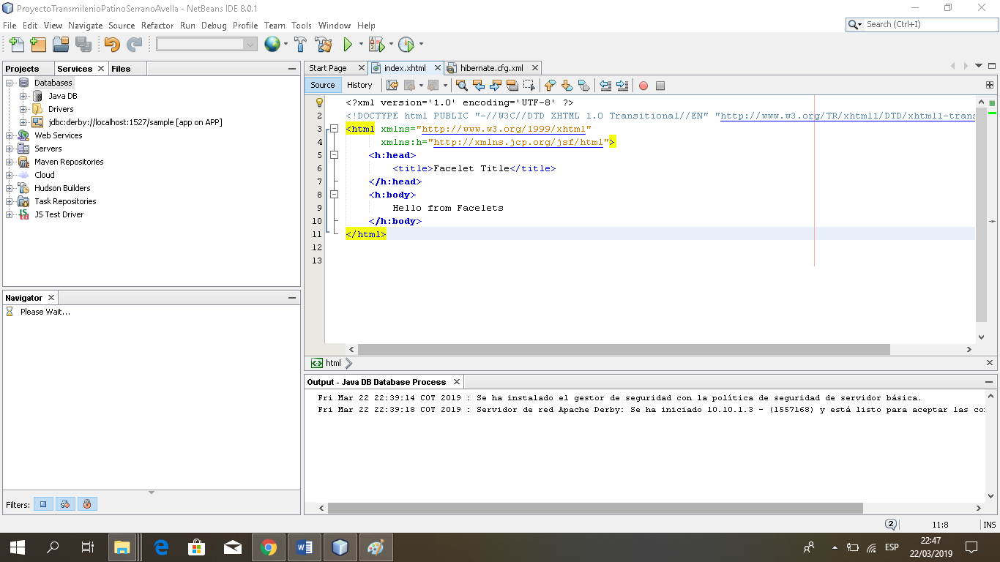 ProyectoTransmilenioPatinoSerranoAvella - NetBeans IDE 8.0.1
File Edit View Navigate Source Refactor Run Debug Profile Team Tools Window Help
Search (Ctrl+I)
Projects Services Files
Databases
Java DB
Drivers
jdbc:derby://localhost:1527/sample [app on APP]
Web Services
Servers
Maven Repositories
Cloud
Hudson Builders
Task Repositories
JS Test Driver
Navigator
Please Wait...
Filters:
Start Page index.xhtml hibernate.cfg.xml
Source History
<?xml version='1.0' encoding='UTF-8' ?>
2 <!DOCTYPE html PUBLIC "-//W3C//DTD XHTML 1.0 Transitional//EN" "http://www.w3.org/TR/xhtml1/DTD/xhtml1-trans
3 <html xmlns="http://www.w3.org/1999/xhtml"
4 xmlns:h="http://xmlns.jcp.org/jsf/html">
5 <h:head>
6 <title>Facelet Title</title>
7 </h:head>
8 <h:body>
9 Hello from Facelets
10 </h:body>
11 </html>
12
13
html
Output - Java DB Database Process
Fri Mar 22 22:39:14 COT 2019 : Se ha instalado el gestor de seguridad con la política de seguridad de servidor básica.
Fri Mar 22 22:39:18 COT 2019 : Servidor de red Apache Derby: Se ha iniciado 10.10.1.3 - (1557168) y está listo para aceptar las co
2 11:8 INS
ESP
22:47
22/03/2019